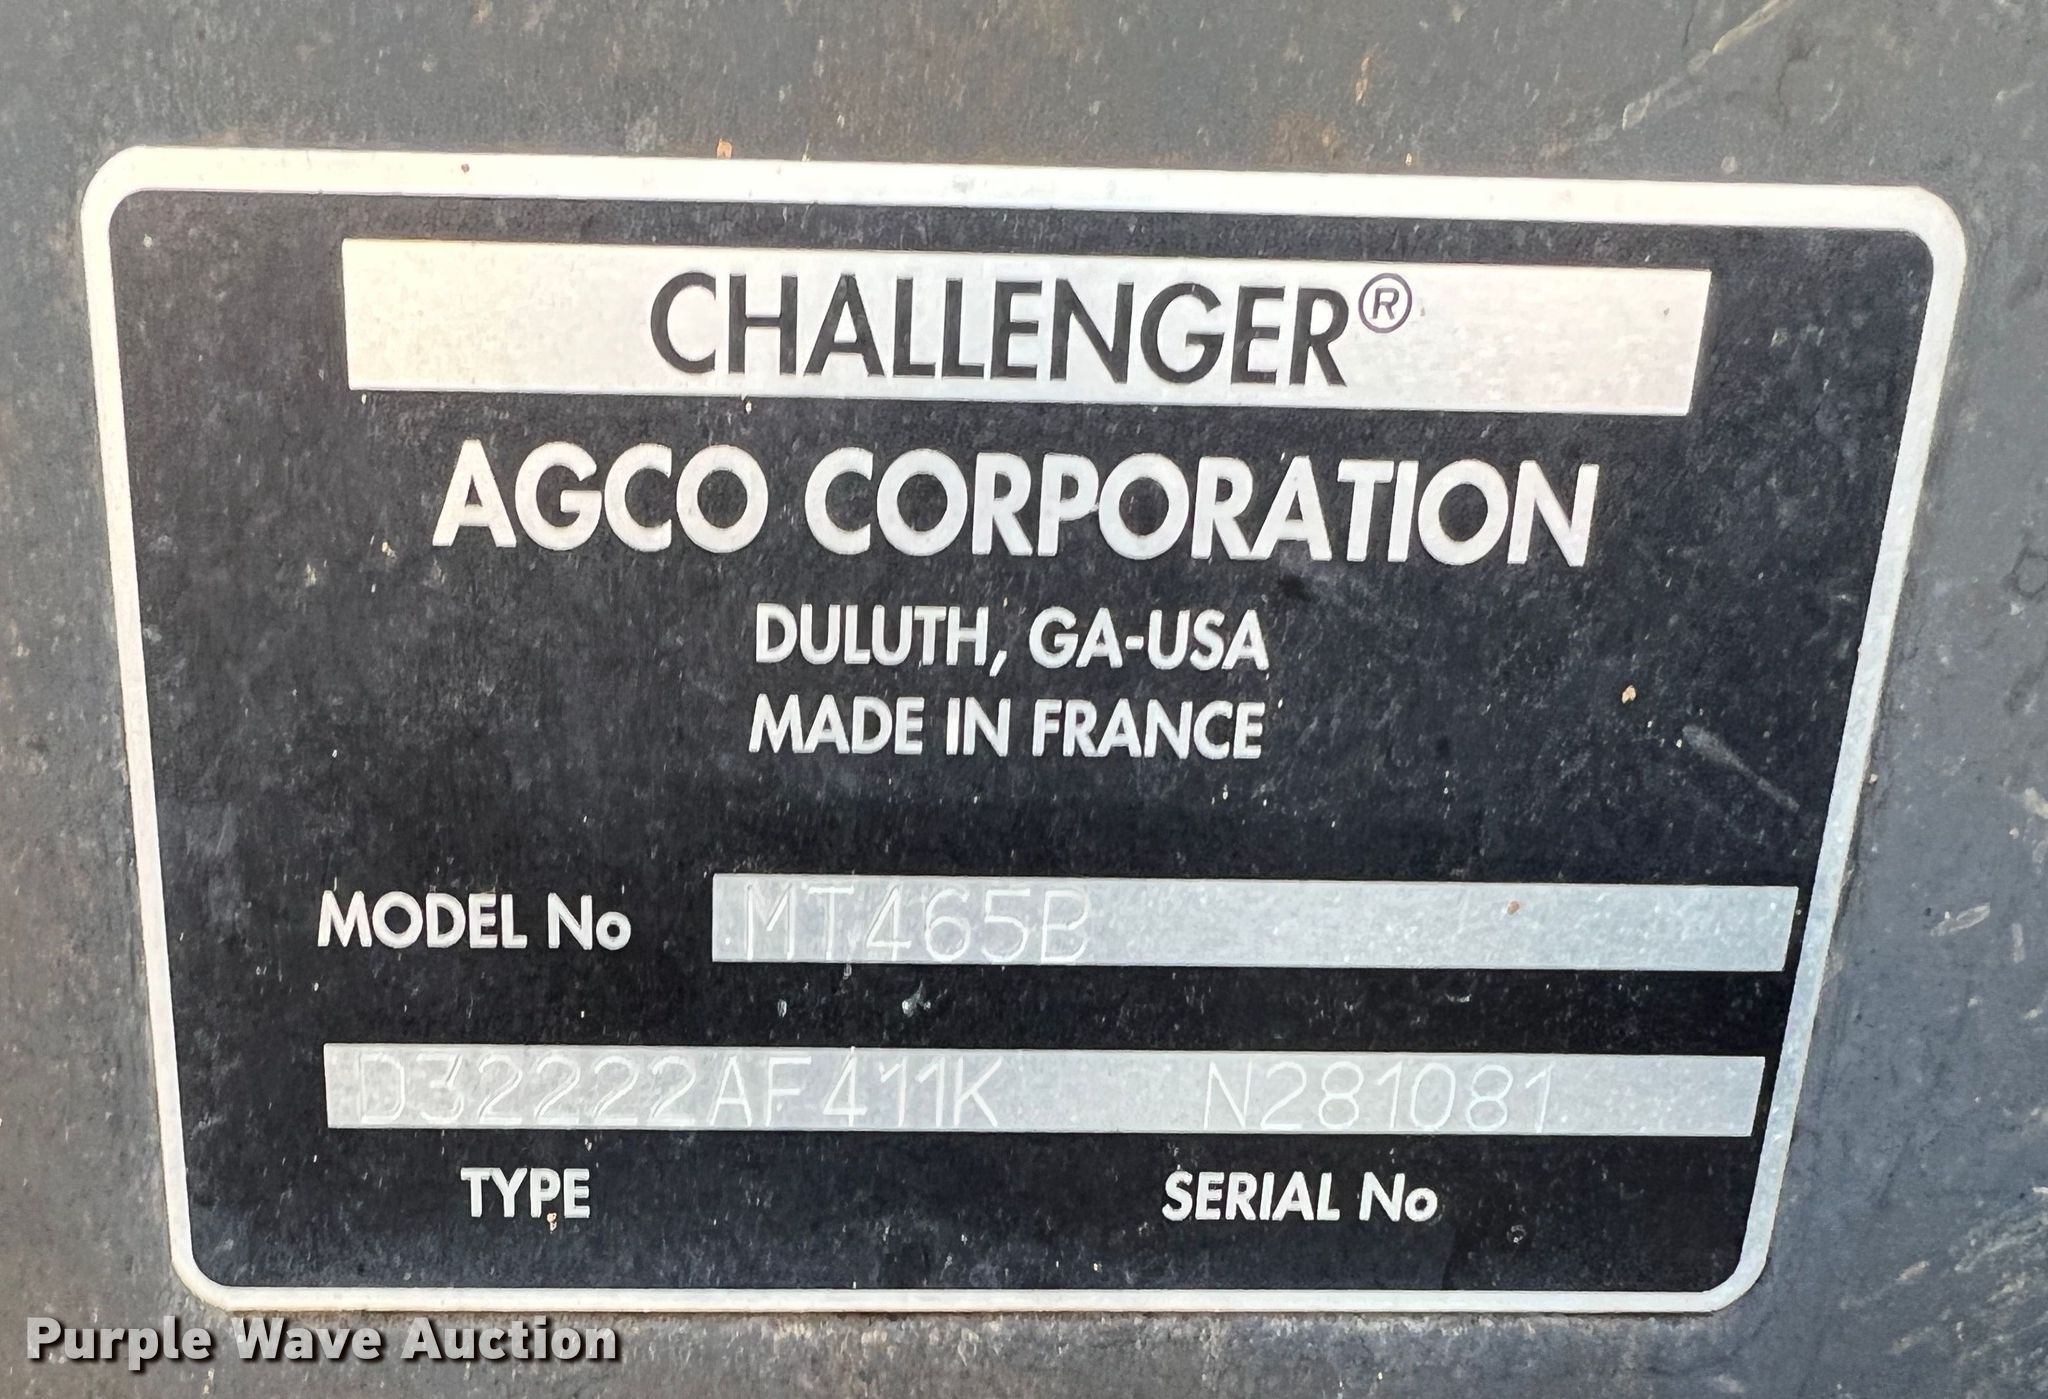 CHALLENGER®
AGCO CORPORATION
DULUTH, GA-USA
MADE IN FRANCE
MODEL No MT465B
D32222AF411K N281081
TYPE SERIAL No
Purple Wave Auction